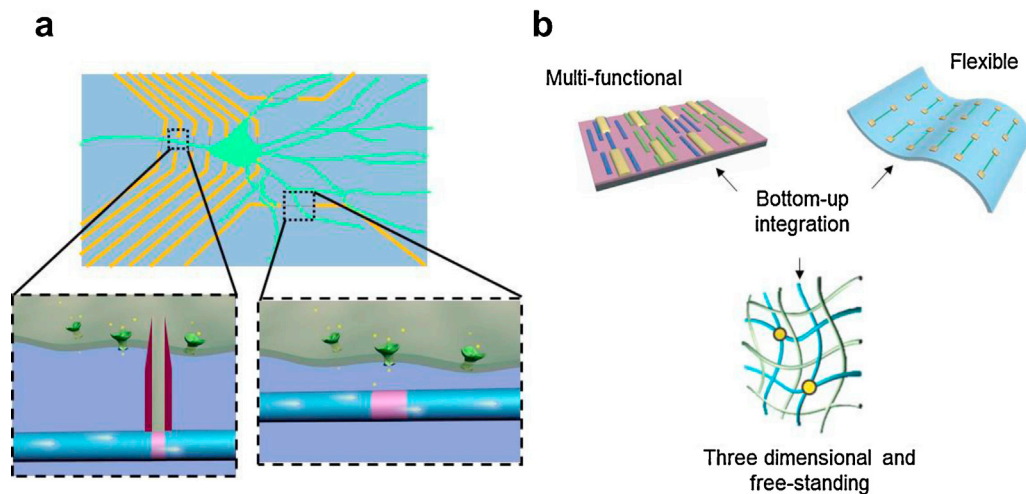 a
b
Multi-functional
Flexible
Bottom-up
integration
Three dimensional and
free-standing